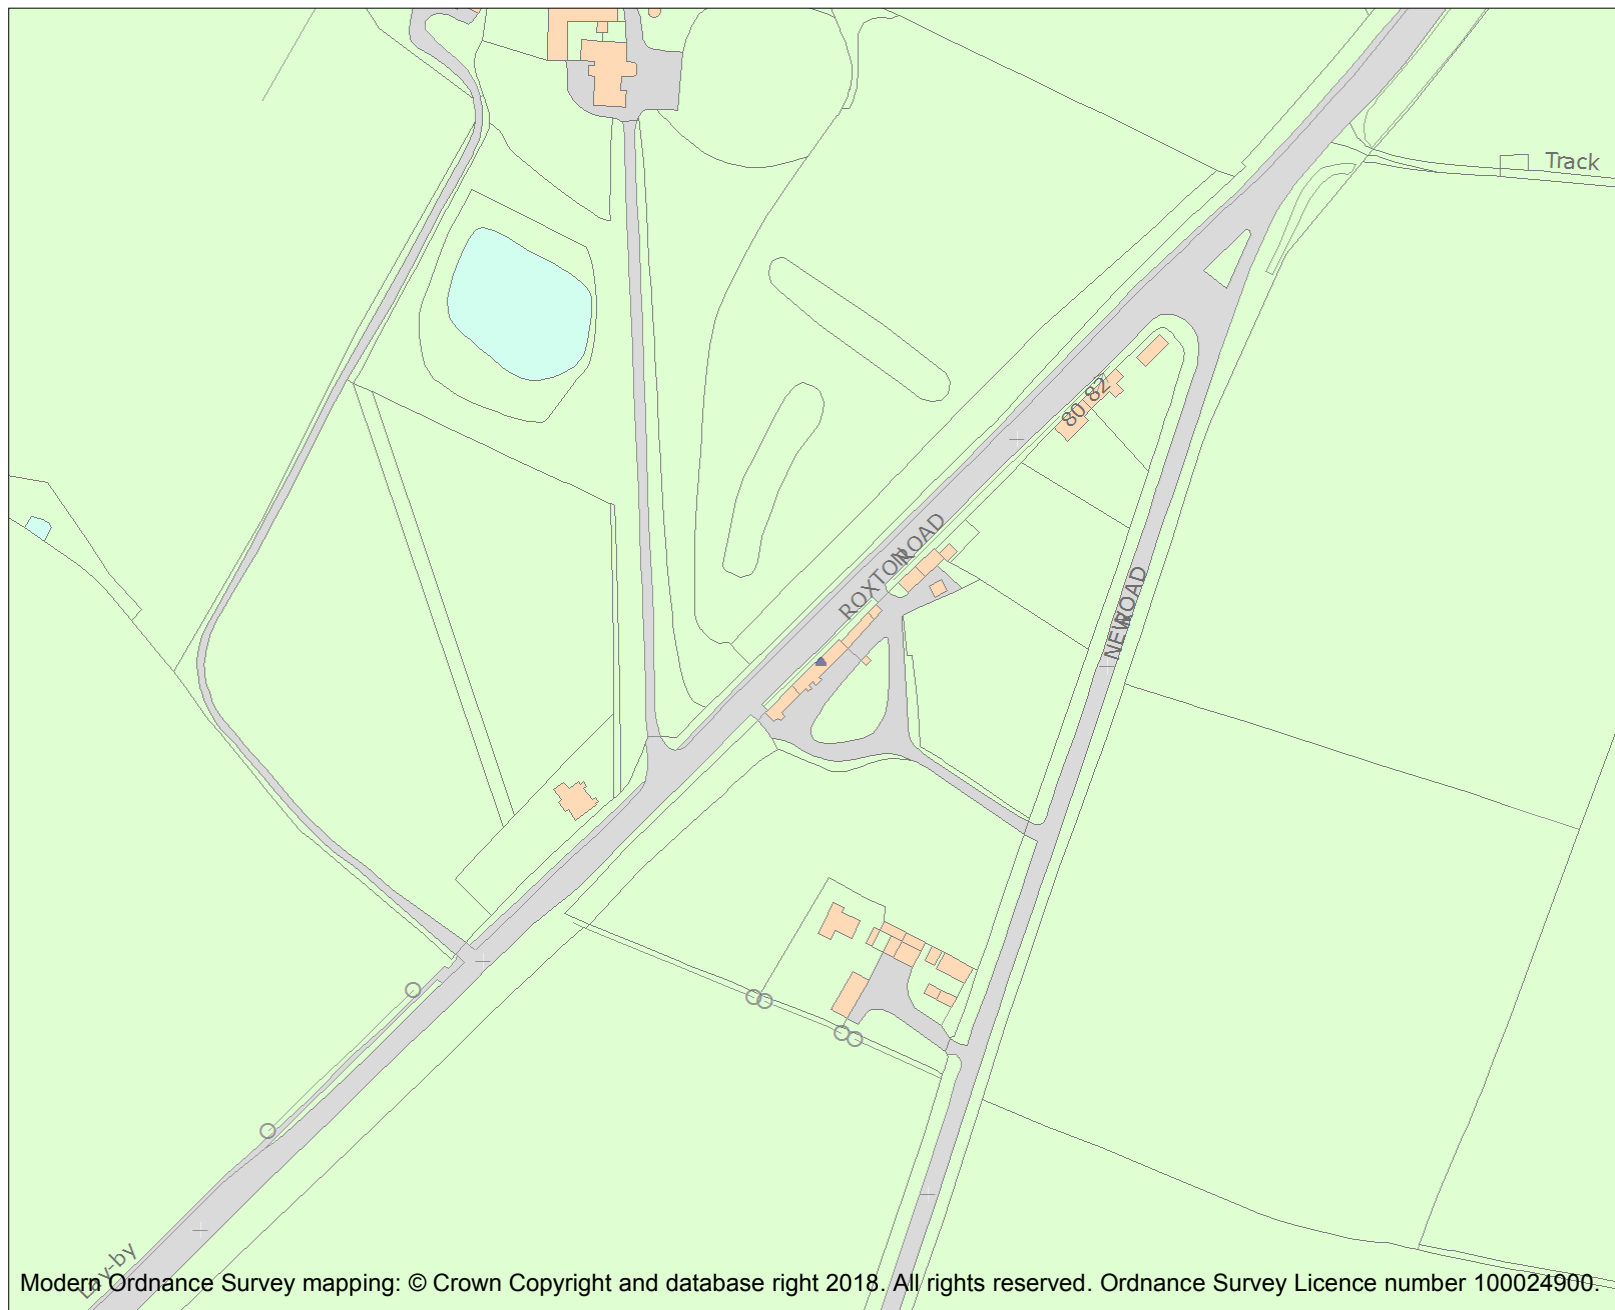 Track
80 82
ROXTON ROAD
NEW ROAD
Lay-by
Modern Ordnance Survey mapping: © Crown Copyright and database right 2018. All rights reserved. Ordnance Survey Licence number 100024900.